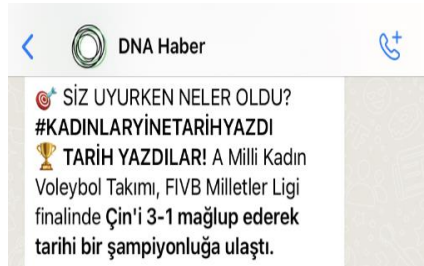 DNA Haber
🎯 SİZ UYURKEN NELER OLDU?
#KADINLARYİNETARİHYAZDI
🏆 TARİH YAZDILAR! A Milli Kadın
Voleybol Takımı, FIVB Milletler Ligi
finalinde Çin'i 3-1 mağlup ederek
tarihi bir şampiyonluğa ulaştı.